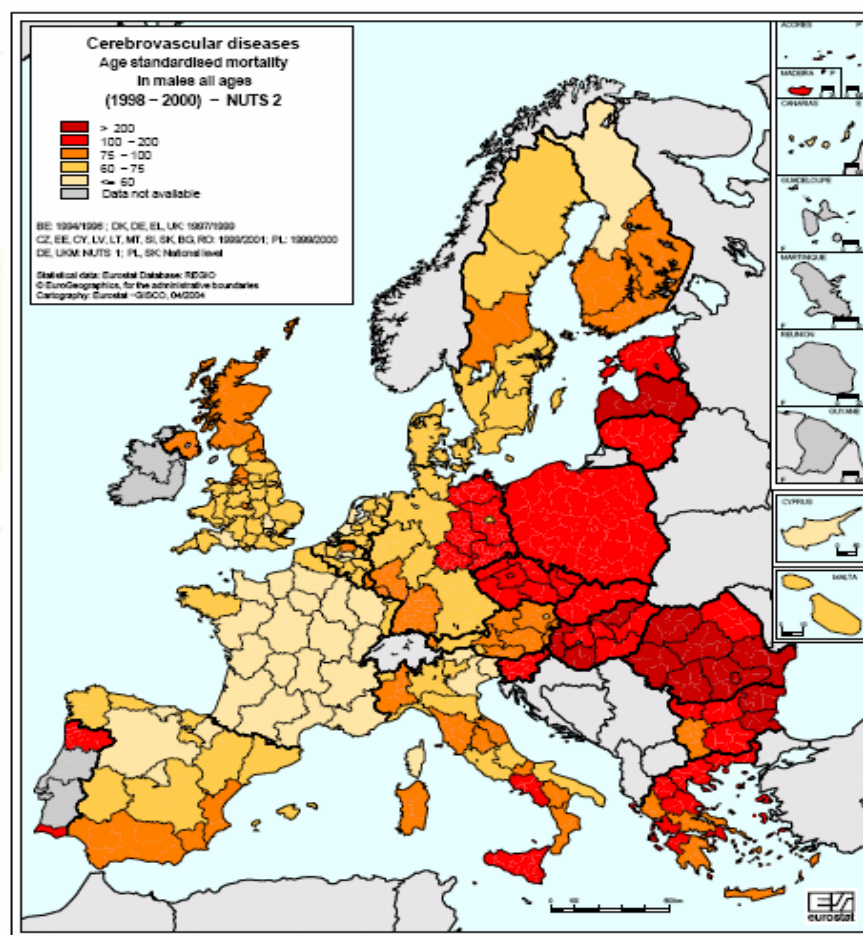 Cerebrovascular diseases
Age standardised mortality
in males all ages
(1998 – 2000) – NUTS 2
> 200
100 – 200
75 – 100
60 – 75
<= 60
Data not available
BE: 1994/1996 ; DK, DE, EL, UK: 1997/1999
CZ, EE, CY, LV, LT, MT, SI, SK, BG, RO: 1999/2001; PL: 1999/2000
DE, UKM: NUTS 1; PL, SK: National level
Statistical data: Eurostat Database: REGIO
© EuroGeographics, for the administrative boundaries
Cartography: Eurostat – GISCO, 04/2004
ACORES P
MADEIRA P
CANARIAS E
GUADELOUPE
MARTINIQUE
F
REUNION
F
GUYANE
F
CYPRUS
MALTA
eurostat